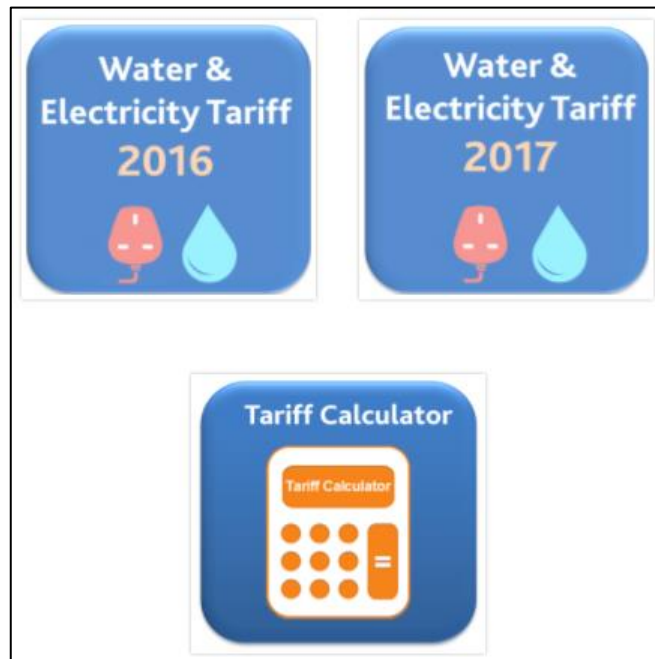 Water &
Electricity Tariff
2016
Water &
Electricity Tariff
2017
Tariff Calculator
Tariff Calculator
=